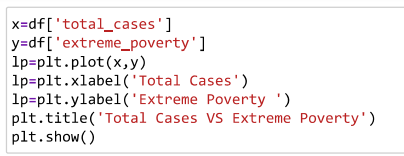 x=df['total_cases']
y=df['extreme_poverty']
lp=plt.plot(x,y)
lp=plt.xlabel('Total Cases')
lp=plt.ylabel('Extreme Poverty ')
plt.title('Total Cases VS Extreme Poverty')
plt.show()